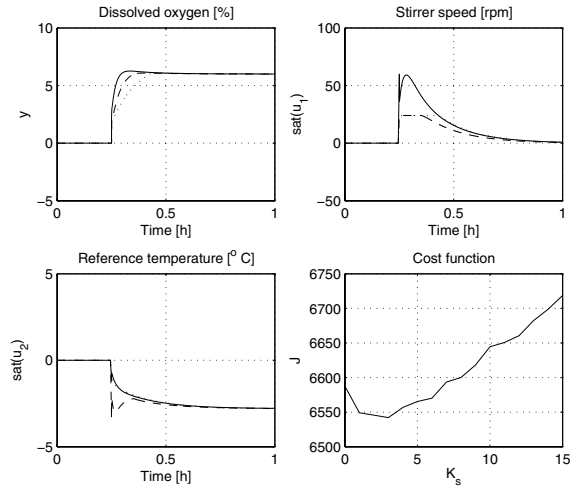 Dissolved oxygen [%]
10
5
0
−5
0
0.5
1
y
Time [h]
Stirrer speed [rpm]
100
50
0
−50
0
0.5
1
sat(u1)
Time [h]
Reference temperature [° C]
5
0
−5
0
0.5
1
sat(u2)
Time [h]
Cost function
6750
6700
6650
6600
6550
6500
0
5
10
15
J
Ks